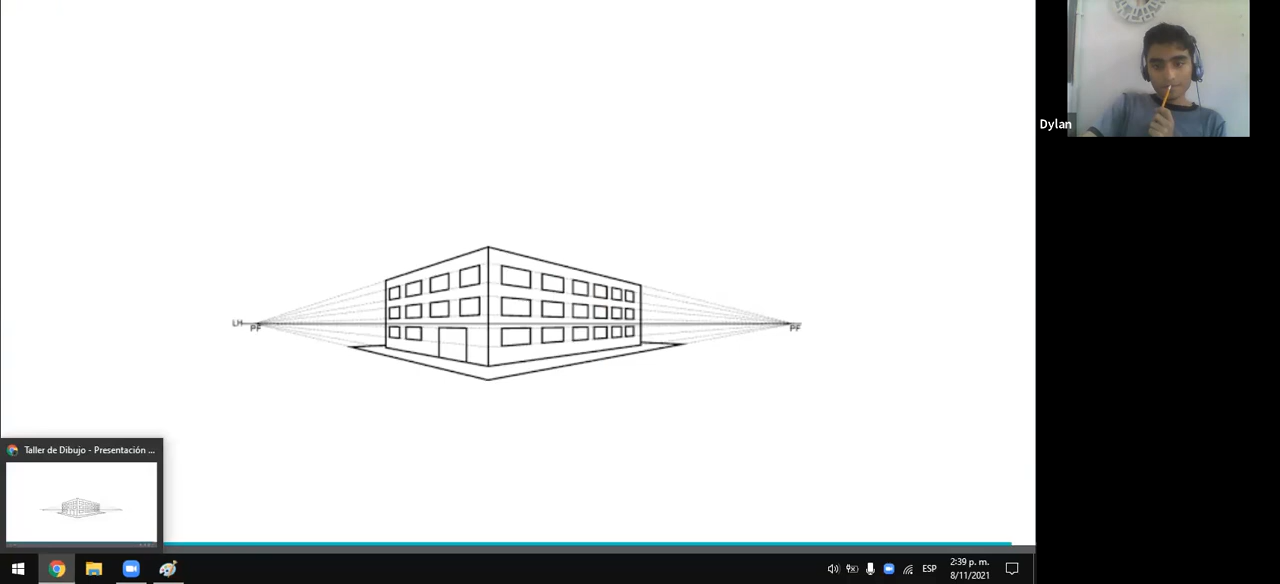 Dylan
LH
PF
PF
Taller de Dibujo - Presentación ...
ESP
2:39 p. m.
8/11/2021